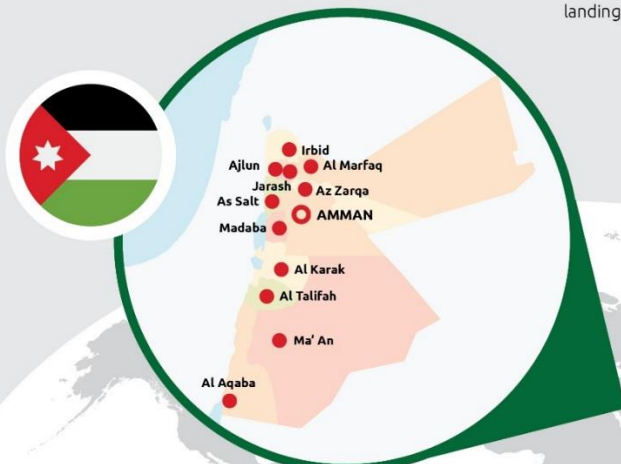 landing
Irbid
Ajlun
Al Marfaq
Jarash
Az Zarqa
As Salt
AMMAN
Madaba
Al Karak
Al Talifah
Ma' An
Al Aqaba